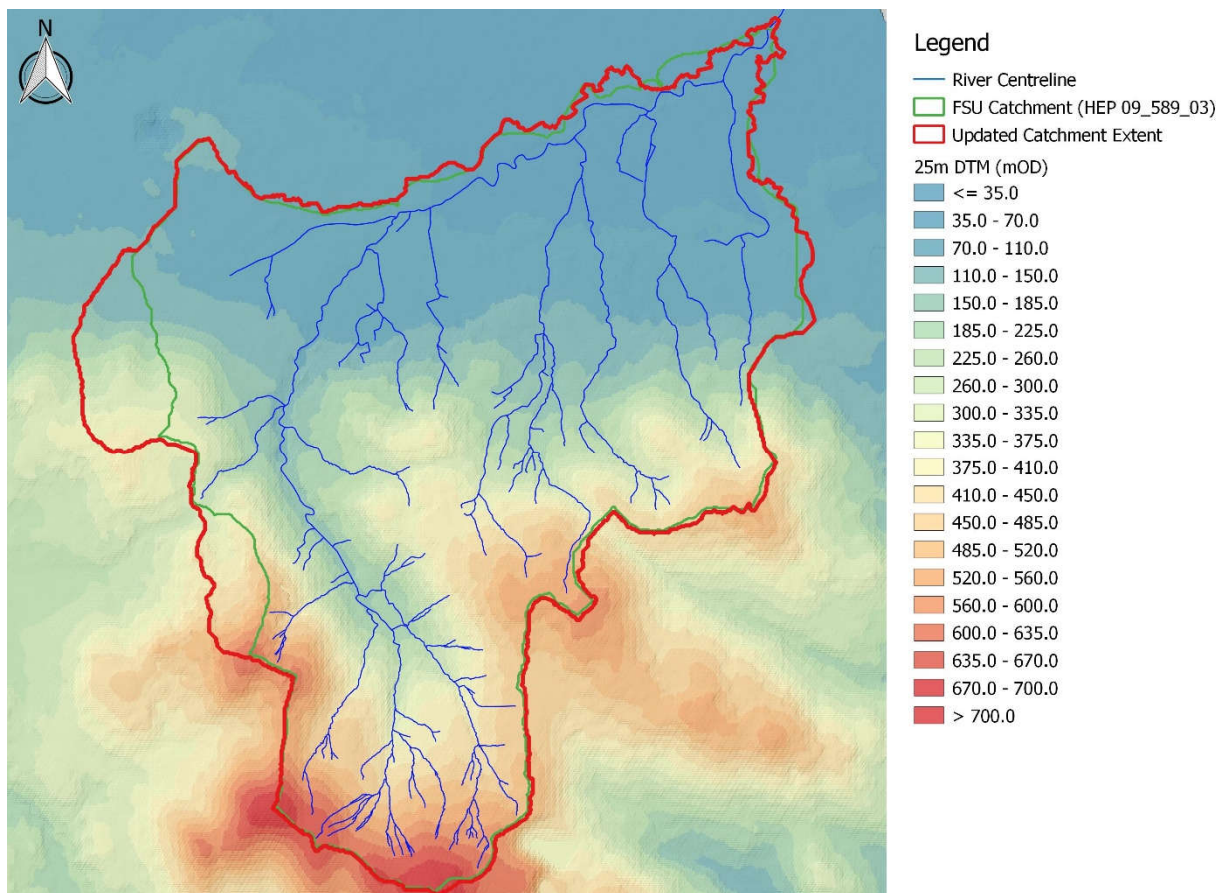 N
Legend
River Centreline
FSU Catchment (HEP 09_589_03)
Updated Catchment Extent
25m DTM (mOD)
<= 35.0
35.0 - 70.0
70.0 - 110.0
110.0 - 150.0
150.0 - 185.0
185.0 - 225.0
225.0 - 260.0
260.0 - 300.0
300.0 - 335.0
335.0 - 375.0
375.0 - 410.0
410.0 - 450.0
450.0 - 485.0
485.0 - 520.0
520.0 - 560.0
560.0 - 600.0
600.0 - 635.0
635.0 - 670.0
670.0 - 700.0
> 700.0